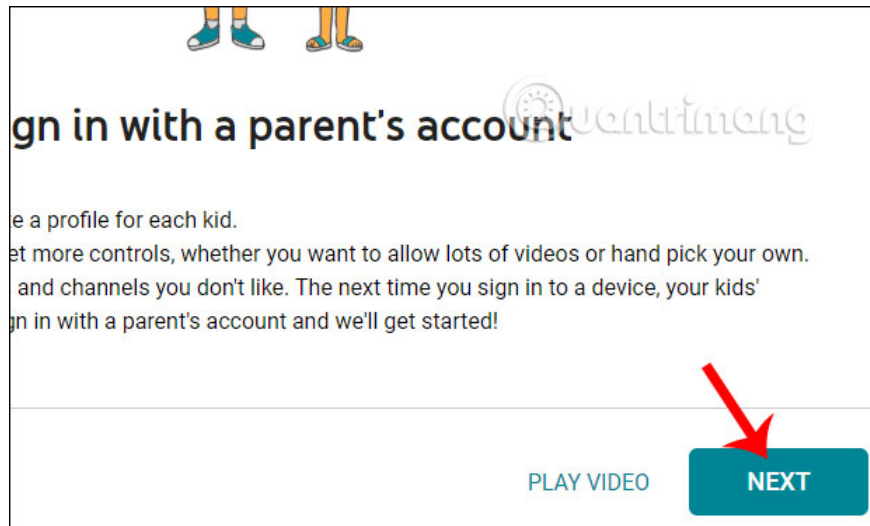 gn in with a parent's account
uantrimang
te a profile for each kid.
et more controls, whether you want to allow lots of videos or hand pick your own.
and channels you don't like. The next time you sign in to a device, your kids'
gn in with a parent's account and we'll get started!
PLAY VIDEO
NEXT